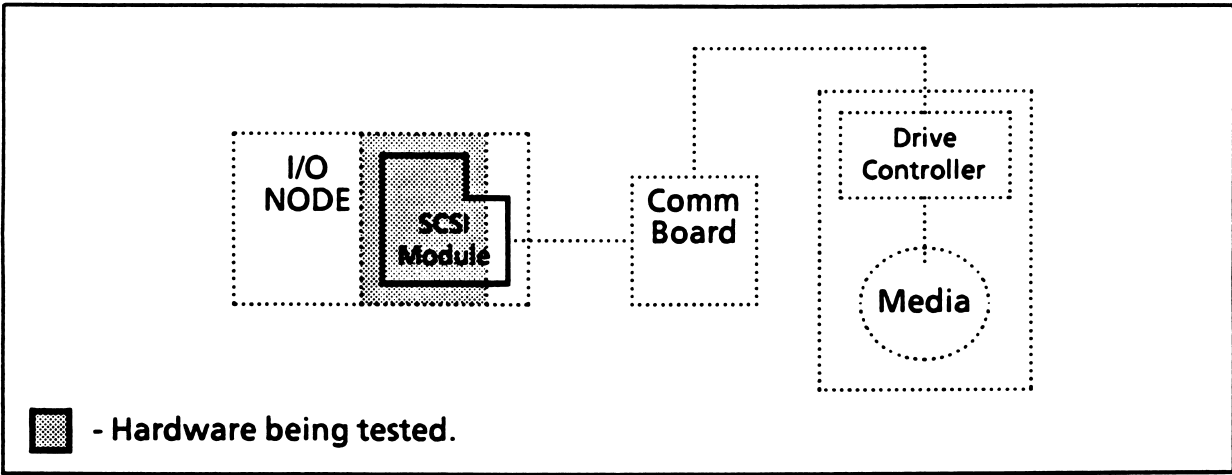 I/O
NODE
SCSI
Module
Comm
Board
Drive
Controller
Media
- Hardware being tested.